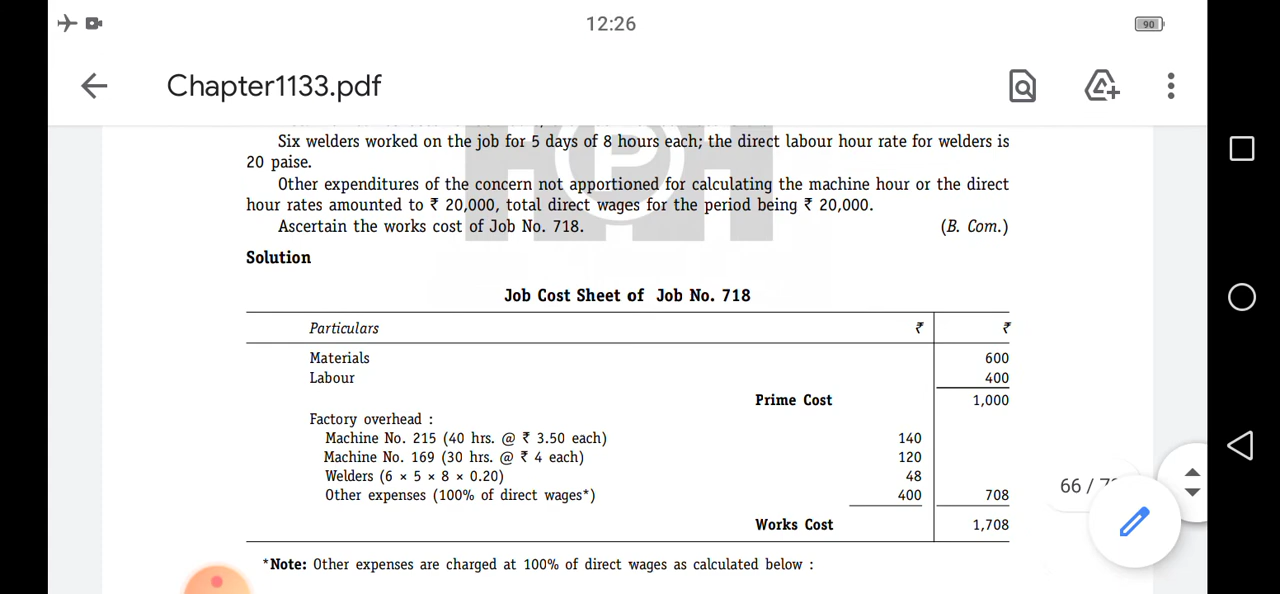 12:26
90
Chapter1133.pdf
Six welders worked on the job for 5 days of 8 hours each; the direct labour hour rate for welders is
20 paise.
Other expenditures of the concern not apportioned for calculating the machine hour or the direct
hour rates amounted to ₹ 20,000, total direct wages for the period being ₹ 20,000.
Ascertain the works cost of Job No. 718. (B. Com.)
Solution
Job Cost Sheet of Job No. 718
Particulars ₹ ₹
Materials 600
Labour 400
Prime Cost 1,000
Factory overhead :
Machine No. 215 (40 hrs. @ ₹ 3.50 each) 140
Machine No. 169 (30 hrs. @ ₹ 4 each) 120
Welders (6 × 5 × 8 × 0.20) 48
Other expenses (100% of direct wages*) 400 708
66 /
Works Cost 1,708
*Note: Other expenses are charged at 100% of direct wages as calculated below :